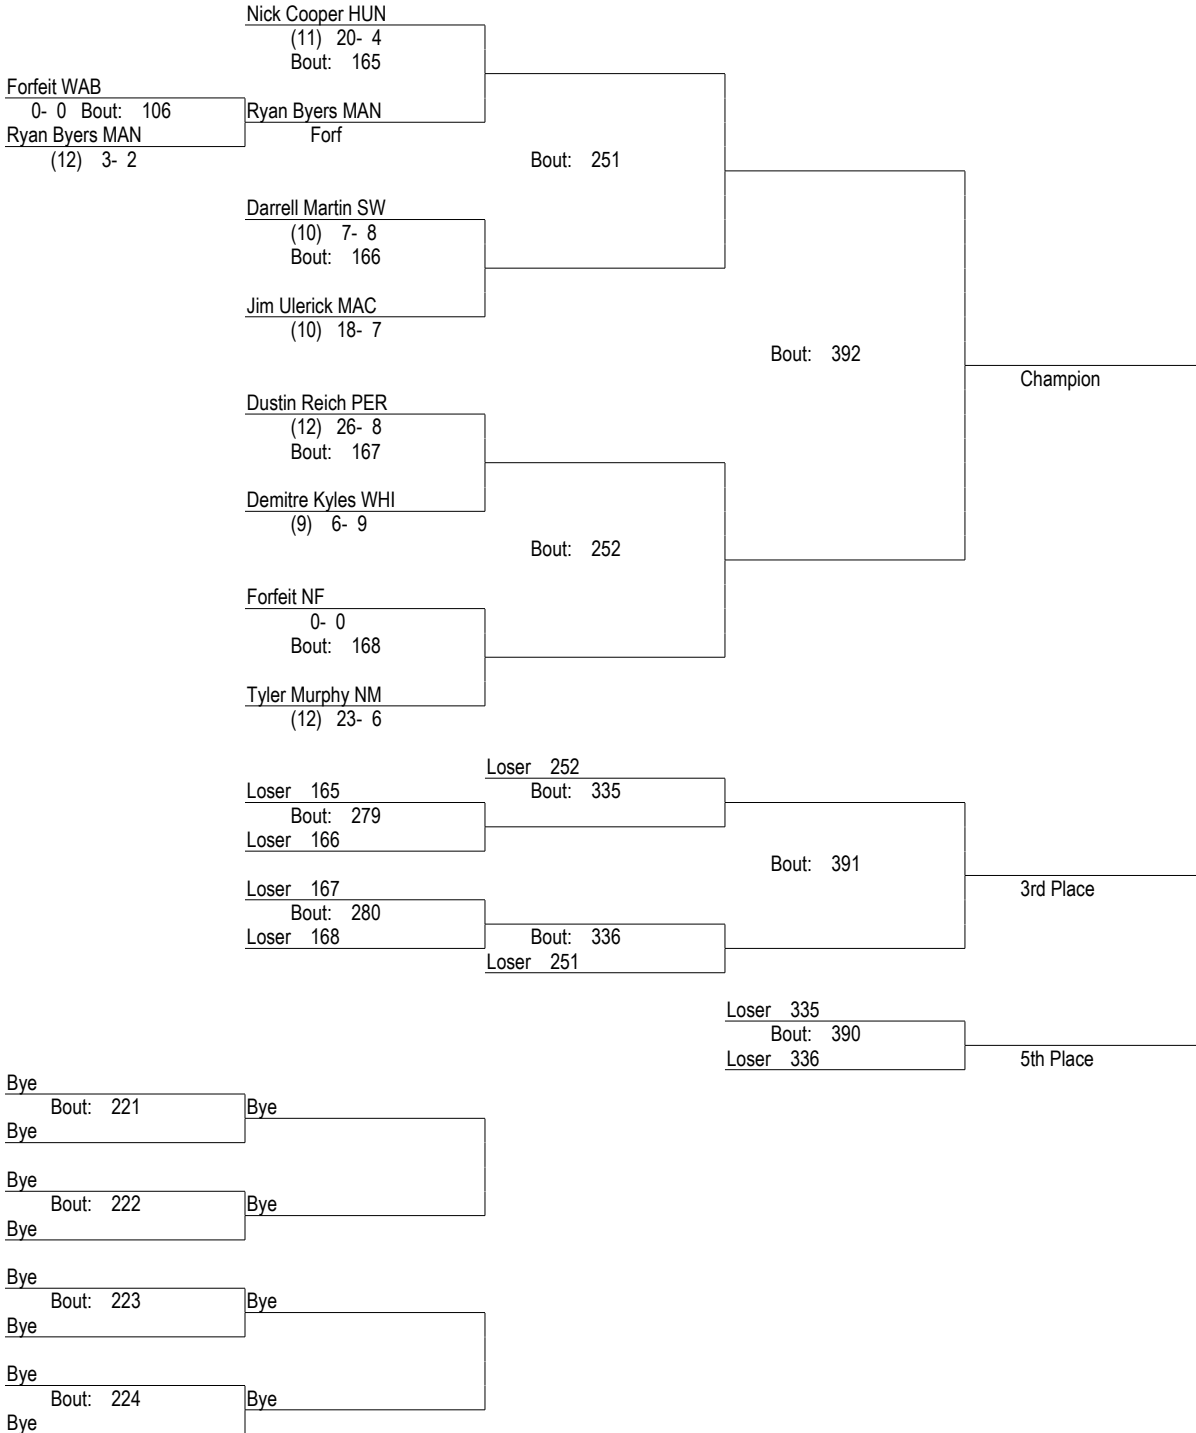 Nick Cooper HUN
(11) 20- 4
Bout: 165
Forfeit WAB
0- 0 Bout: 106
Ryan Byers MAN
Ryan Byers MAN
Forf
(12) 3- 2
Bout: 251
Darrell Martin SW
(10) 7- 8
Bout: 166
Jim Ulerick MAC
(10) 18- 7
Bout: 392
Champion
Dustin Reich PER
(12) 26- 8
Bout: 167
Demitre Kyles WHI
(9) 6- 9
Bout: 252
Forfeit NF
0- 0
Bout: 168
Tyler Murphy NM
(12) 23- 6
Loser 252
Loser 165
Bout: 335
Bout: 279
Loser 166
Bout: 391
Loser 167
3rd Place
Bout: 280
Loser 168
Bout: 336
Loser 251
Loser 335
Bout: 390
Loser 336
5th Place
Bye
Bout: 221
Bye
Bye
Bye
Bout: 222
Bye
Bye
Bye
Bout: 223
Bye
Bye
Bye
Bout: 224
Bye
Bye